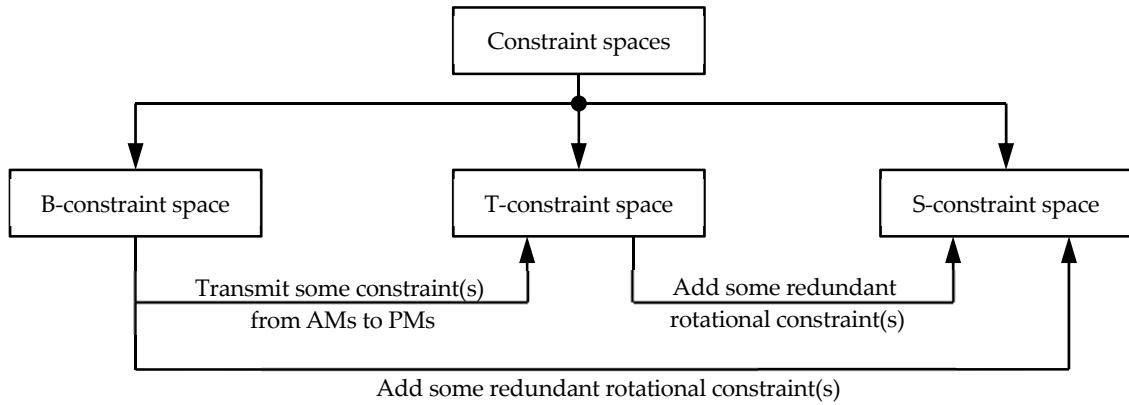 Constraint spaces
B-constraint space
T-constraint space
S-constraint space
Transmit some constraint(s)
from AMs to PMs
Add some redundant
rotational constraint(s)
Add some redundant rotational constraint(s)